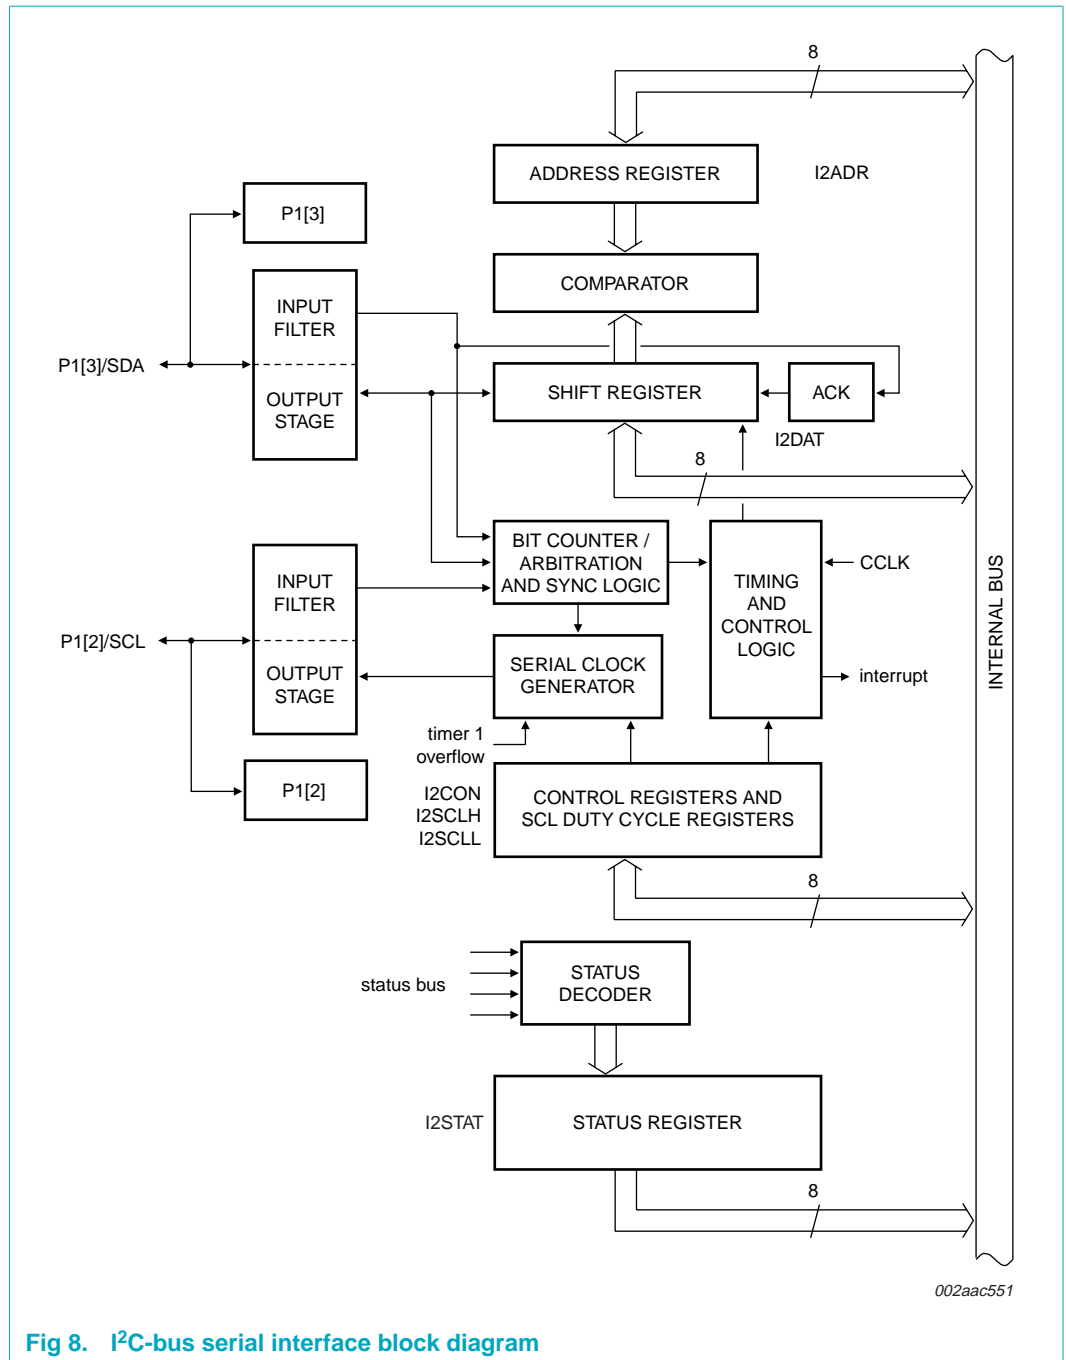 8
ADDRESS REGISTER
I2ADR
P1[3]
COMPARATOR
INPUT
FILTER
P1[3]/SDA
OUTPUT
STAGE
SHIFT REGISTER
ACK
I2DAT
8
BIT COUNTER /
ARBITRATION
AND SYNC LOGIC
INPUT
FILTER
TIMING
AND
CONTROL
LOGIC
CCLK
INTERNAL BUS
P1[2]/SCL
OUTPUT
STAGE
SERIAL CLOCK
GENERATOR
interrupt
timer 1
overflow
P1[2]
I2CON
I2SCLH
I2SCLL
CONTROL REGISTERS AND
SCL DUTY CYCLE REGISTERS
8
status bus
STATUS
DECODER
I2STAT
STATUS REGISTER
8
002aac551
Fig 8. I²C-bus serial interface block diagram